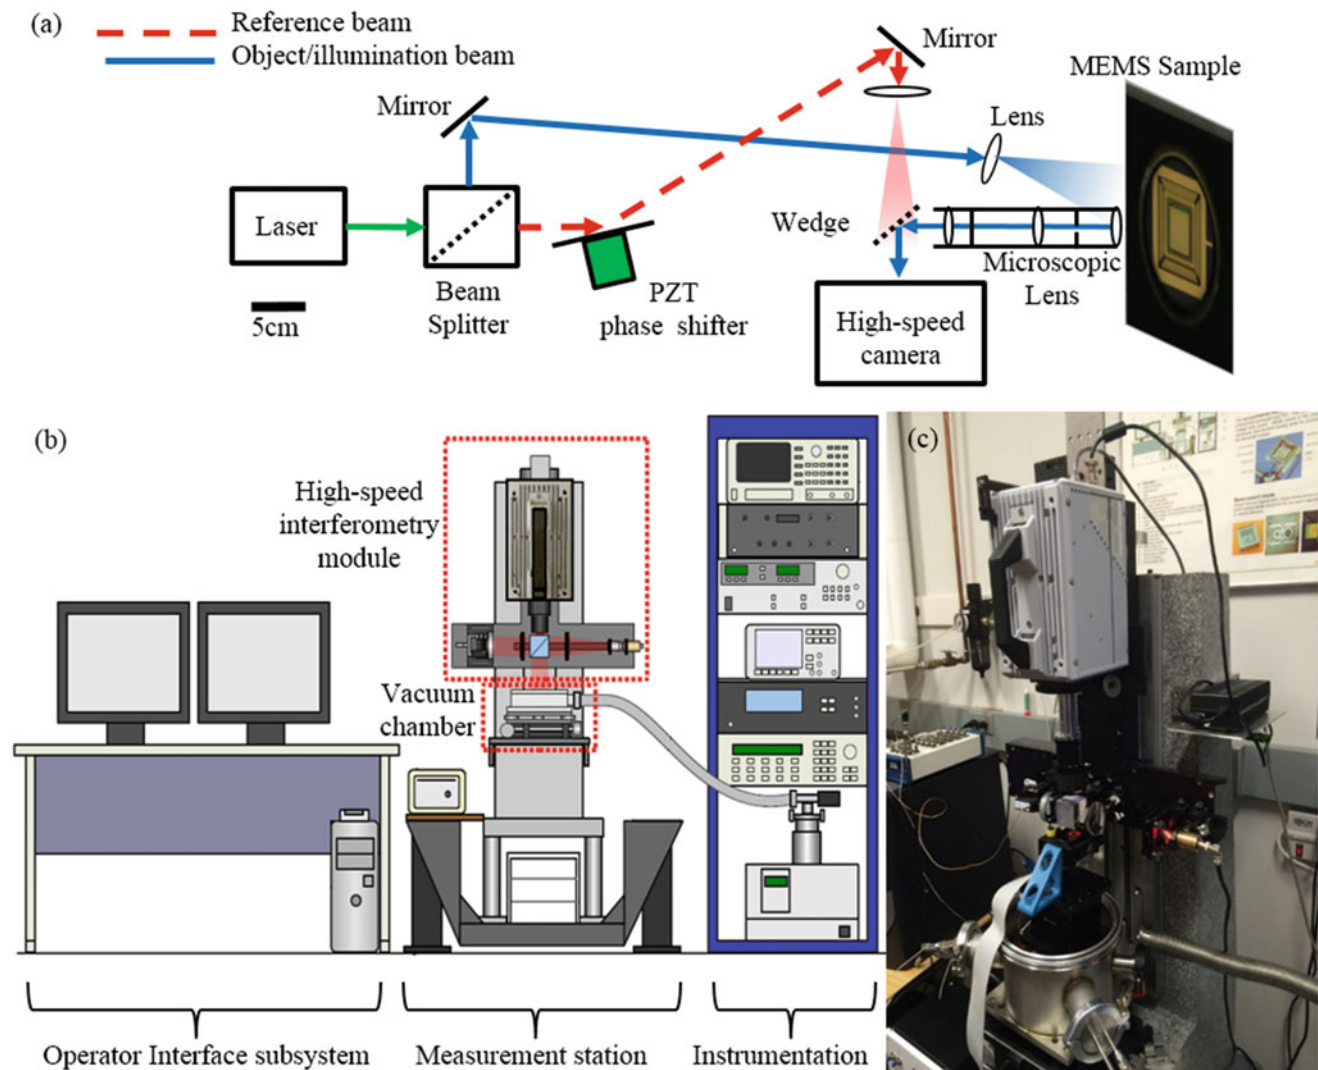 (a)
Reference beam
Object/illumination beam
Mirror
Mirror
MEMS Sample
Lens
Laser
Wedge
Microscopic
Lens
Beam
Splitter
PZT
phase shifter
5cm
High-speed
camera
(b)
(c)
High-speed
interferometry
module
Vacuum
chamber
Operator Interface subsystem
Measurement station
Instrumentation